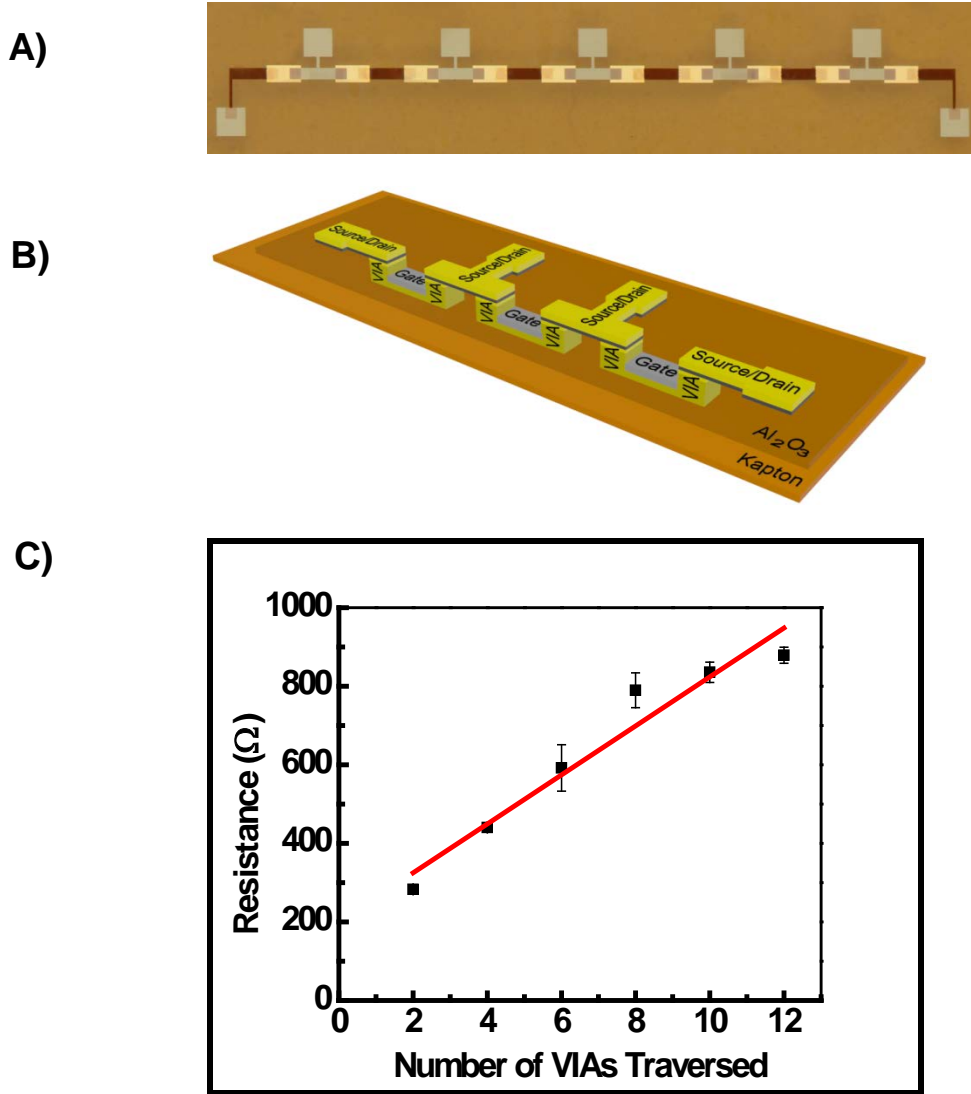 A)
B)
Source/Drain
VIA
Gate
VIA
Source/Drain
VIA
Gate
VIA
Source/Drain
VIA
Gate
VIA
Source/Drain
Al2O3
Kapton
C)
1000
800
600
400
200
0
Resistance (Ω)
0 2 4 6 8 10 12
Number of VIAs Traversed